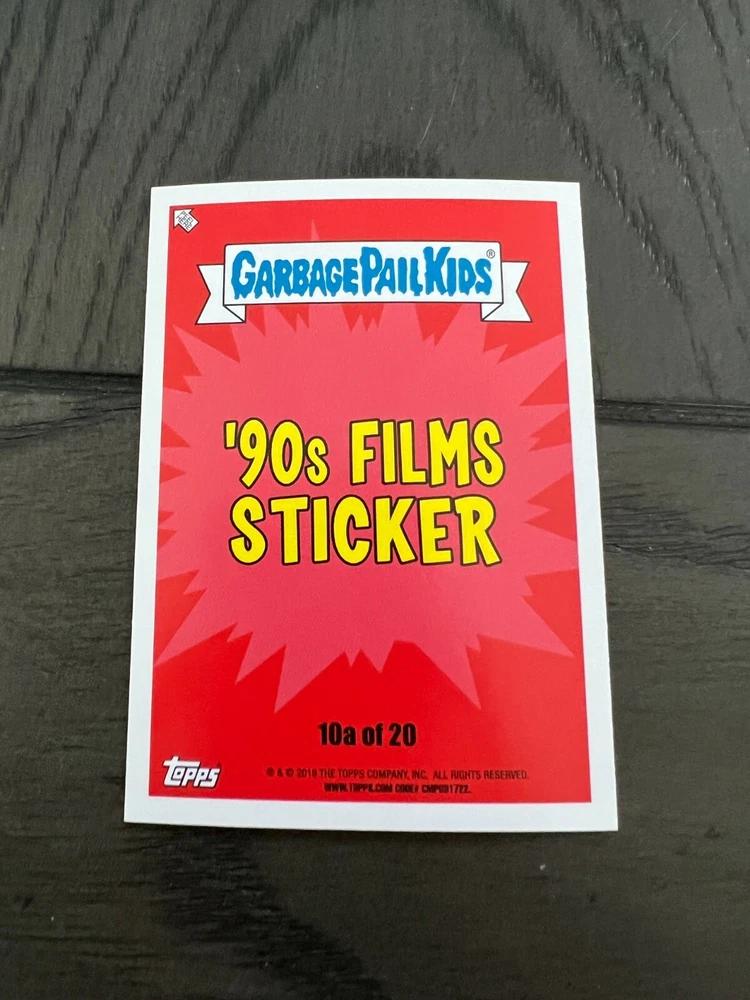 GARBAGE PAIL KIDS®
'90s FILMS
STICKER
10a of 20
Topps
® & © 2018 THE TOPPS COMPANY, INC. ALL RIGHTS RESERVED.
WWW.TOPPS.COM CODE#